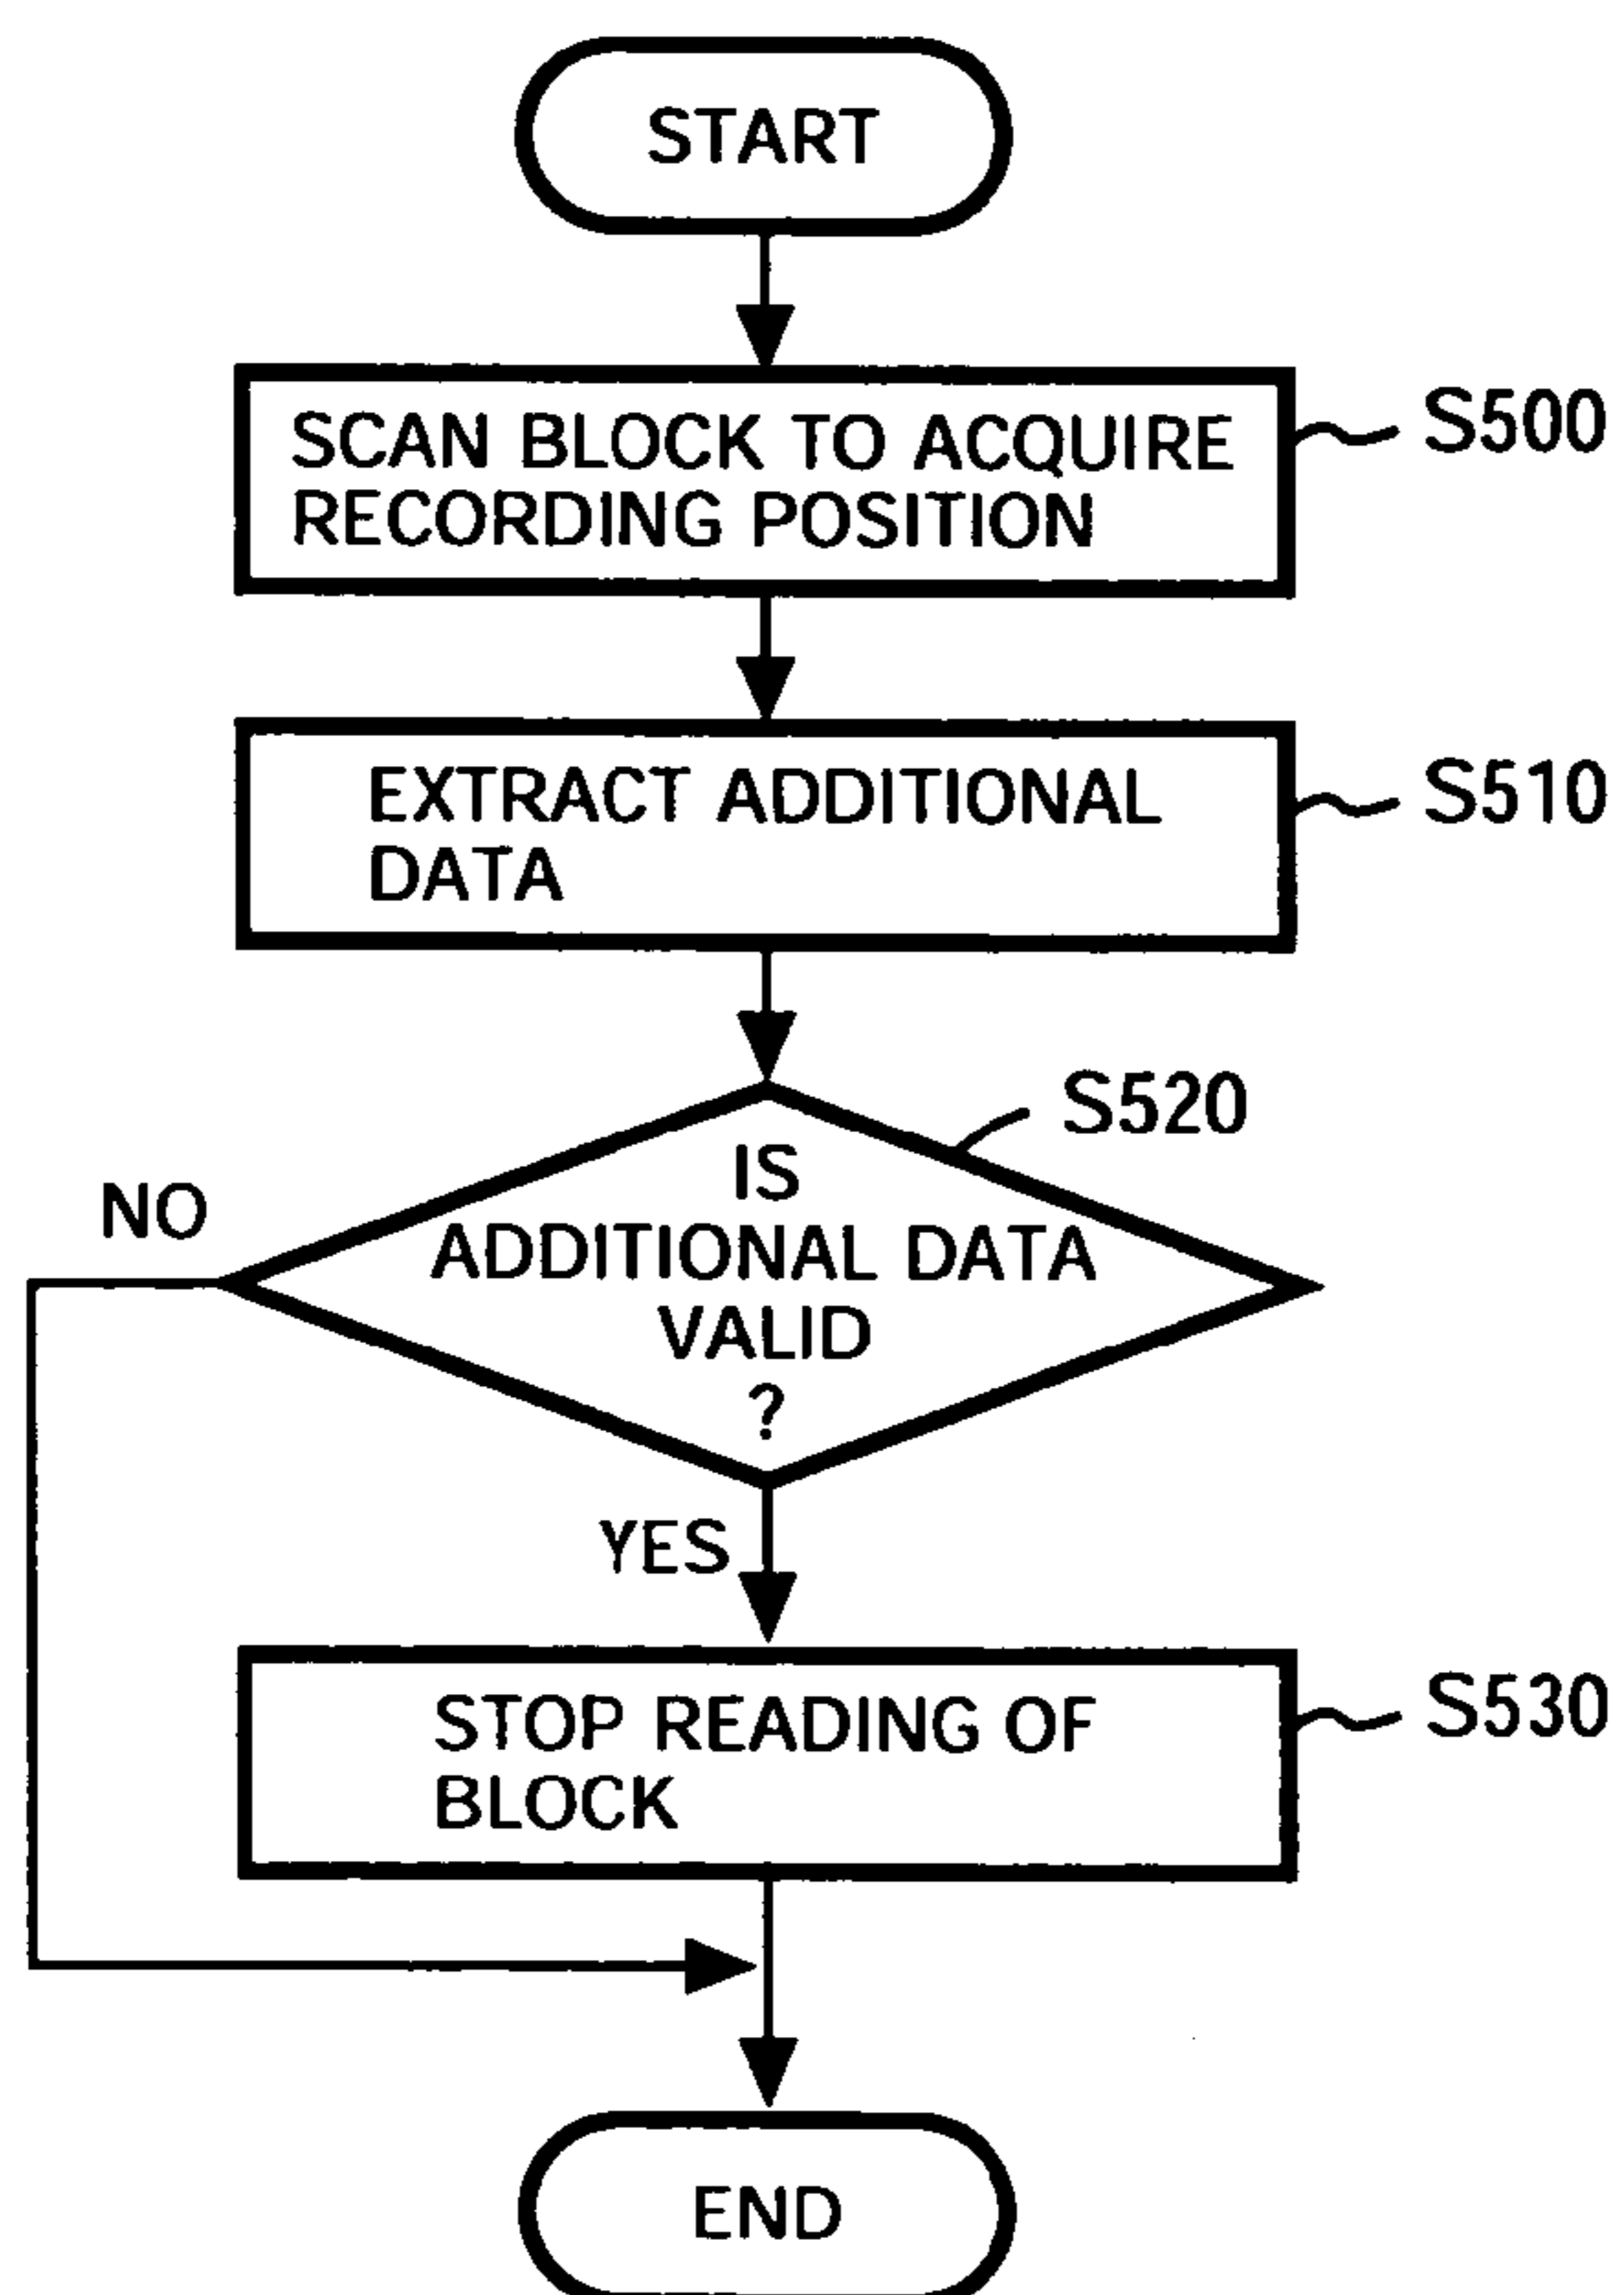 START
SCAN BLOCK TO ACQUIRE
RECORDING POSITION
S500
EXTRACT ADDITIONAL
DATA
S510
S520
IS
ADDITIONAL DATA
VALID
?
NO
YES
STOP READING OF
BLOCK
S530
END